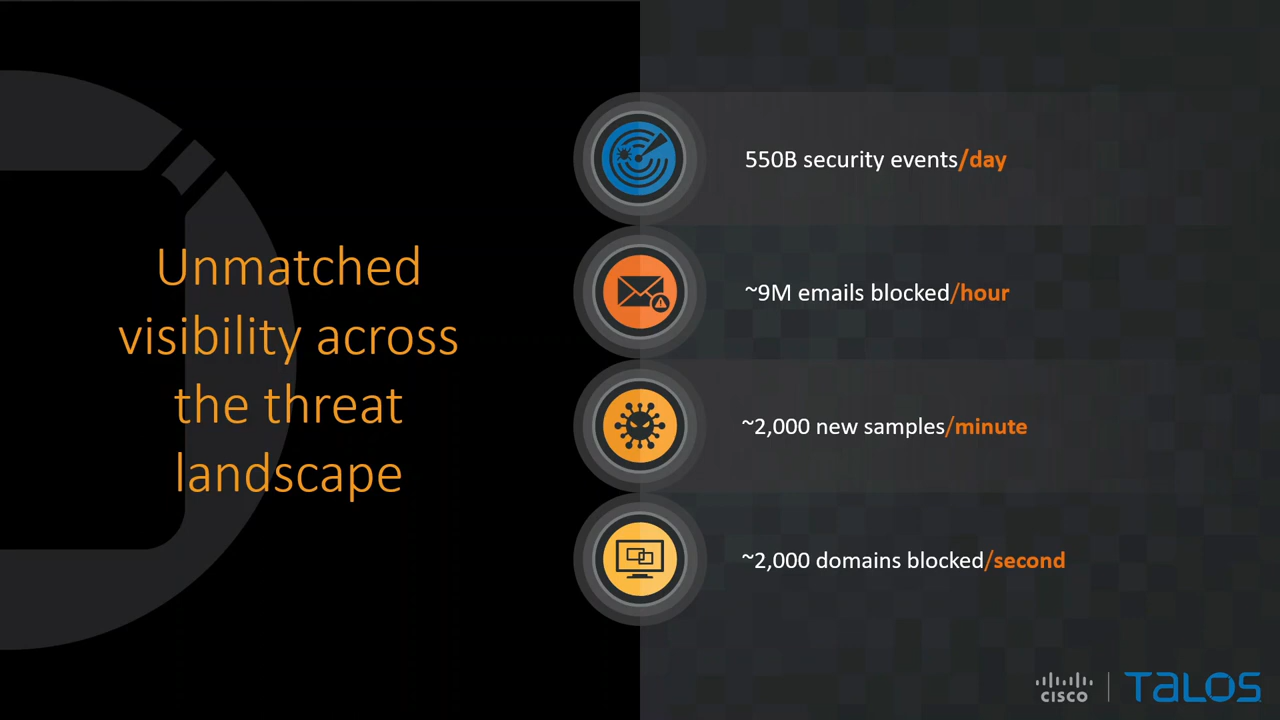 Unmatched
visibility across
the threat
landscape
550B security events/day
~9M emails blocked/hour
~2,000 new samples/minute
~2,000 domains blocked/second
CISCO TALOS